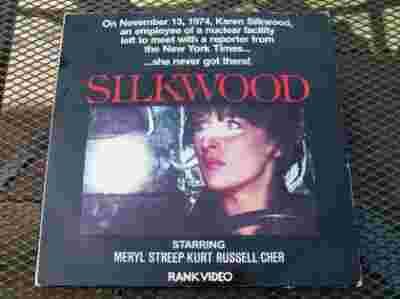 On November 13, 1974, Karen Silkwood,
an employee of a nuclear facility
left to meet with a reporter from
the New York Times...
...she never got there!
SILKWOOD
STARRING
MERYL STREEP·KURT RUSSELL·CHER
RANK VIDEO